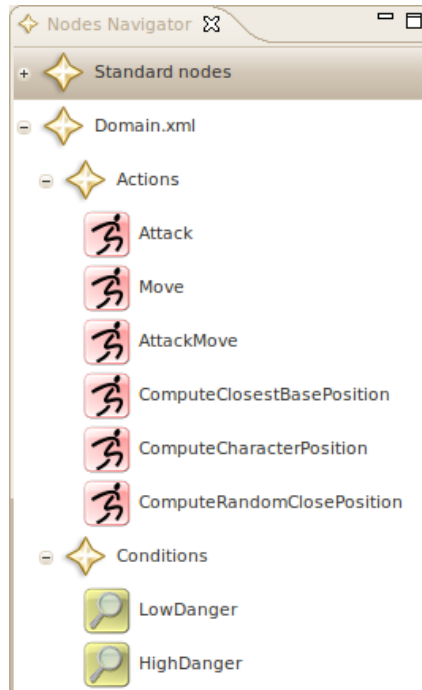 Nodes Navigator
Standard nodes
Domain.xml
Actions
Attack
Move
AttackMove
ComputeClosestBasePosition
ComputeCharacterPosition
ComputeRandomClosePosition
Conditions
LowDanger
HighDanger